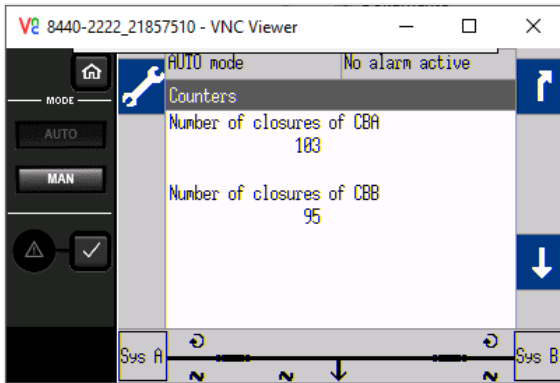 V2 8440-2222_21857510 - VNC Viewer
AUTO mode
No alarm active
MODE
Counters
AUTO
Number of closures of CBA
103
MAN
Number of closures of CBB
95
Sys A
Sys B